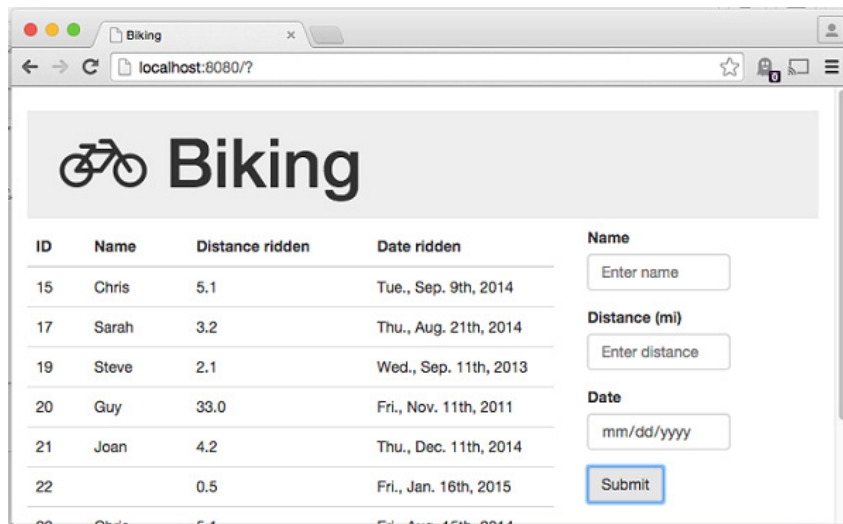 Biking
localhost:8080/?
0
Biking
ID Name Distance ridden Date ridden
15 Chris 5.1 Tue., Sep. 9th, 2014
17 Sarah 3.2 Thu., Aug. 21th, 2014
19 Steve 2.1 Wed., Sep. 11th, 2013
20 Guy 33.0 Fri., Nov. 11th, 2011
21 Joan 4.2 Thu., Dec. 11th, 2014
22 0.5 Fri., Jan. 16th, 2015
Name
Enter name
Distance (mi)
Enter distance
Date
mm/dd/yyyy
Submit